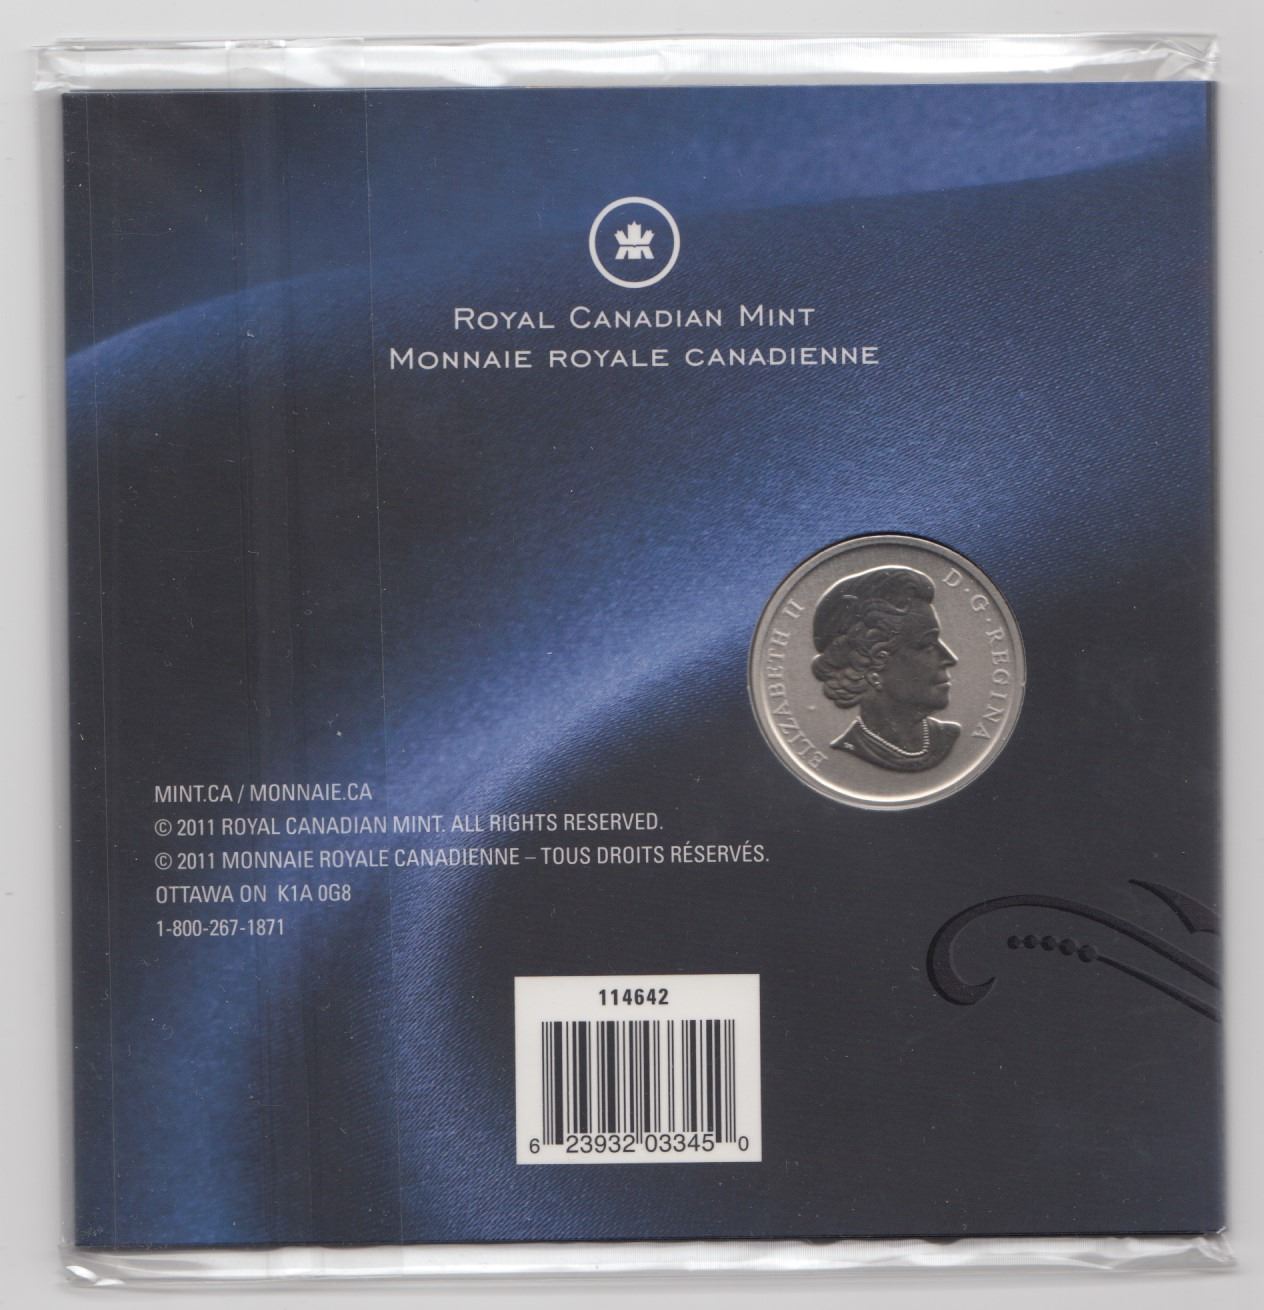 ROYAL CANADIAN MINT
MONNAIE ROYALE CANADIENNE
ELIZABETH II
D·G·REGINA
MINT.CA / MONNAIE.CA
© 2011 ROYAL CANADIAN MINT. ALL RIGHTS RESERVED.
© 2011 MONNAIE ROYALE CANADIENNE – TOUS DROITS RÉSERVÉS.
OTTAWA ON K1A 0G8
1-800-267-1871
114642
6 23932 03345 0